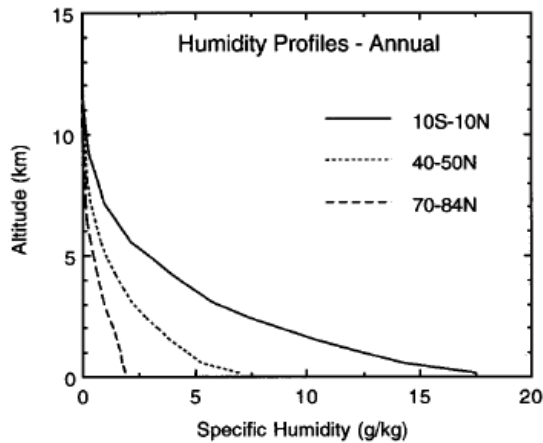 Humidity Profiles - Annual
15
10
5
0
Altitude (km)
10S-10N
40-50N
70-84N
0 5 10 15 20
Specific Humidity (g/kg)